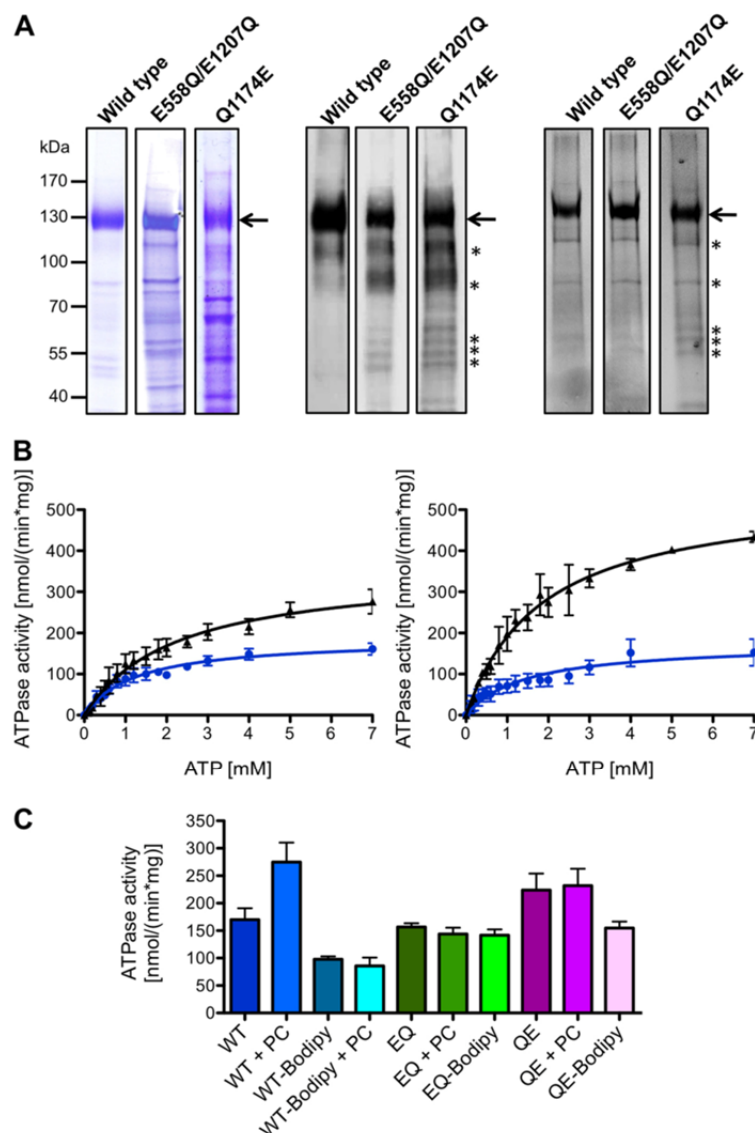 A
Wild type
E558Q/E1207Q
Q1174E
Wild type
E558Q/E1207Q
Q1174E
Wild type
E558Q/E1207Q
Q1174E
kDa
170
130
100
70
55
40
*
*
*
*
*
*
*
*
*
*
B
ATPase activity [nmol/(min*mg)]
500
400
300
200
100
0
0 1 2 3 4 5 6 7
ATP [mM]
ATPase activity [nmol/(min*mg)]
500
400
300
200
100
0
0 1 2 3 4 5 6 7
ATP [mM]
C
ATPase activity
[nmol/(min*mg)]
350
300
250
200
150
100
50
0
WT
WT + PC
WT-Bodipy
WT-Bodipy + PC
EQ
EQ + PC
EQ-Bodipy
QE
QE + PC
QE-Bodipy